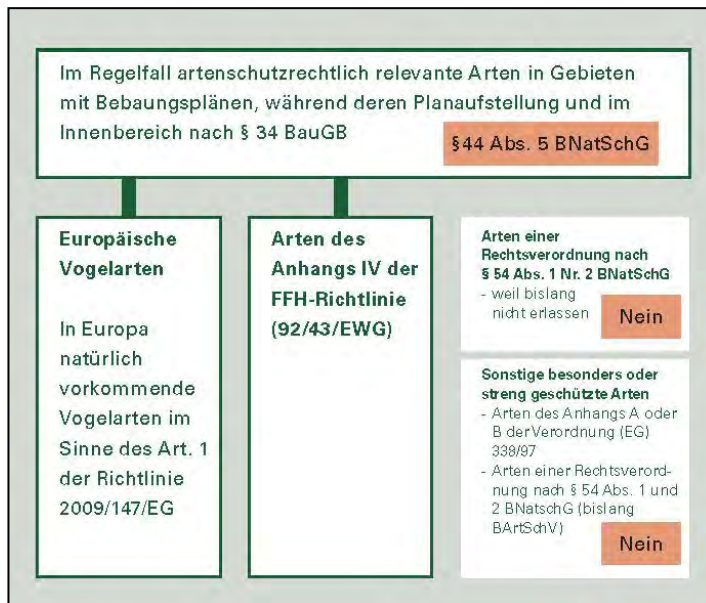 Im Regelfall artenschutzrechtlich relevante Arten in Gebieten
mit Bebaungsplänen, während deren Planaufstellung und im
Innenbereich nach § 34 BauGB
§44 Abs. 5 BNatSchG
Europäische
Vogelarten
In Europa
natürlich
vorkommende
Vogelarten im
Sinne des Art. 1
der Richtlinie
2009/147/EG
Arten des
Anhangs IV der
FFH-Richtlinie
(92/43/EWG)
Arten einer
Rechtsverordnung nach
§ 54 Abs. 1 Nr. 2 BNatSchG
- weil bislang
nicht erlassen
Nein
Sonstige besonders oder
streng geschützte Arten
- Arten des Anhangs A oder
B der Verordnung (EG)
338/97
- Arten einer Rechtsverord-
nung nach § 54 Abs. 1 und
2 BNatschG (bislang
BArtSchV)
Nein